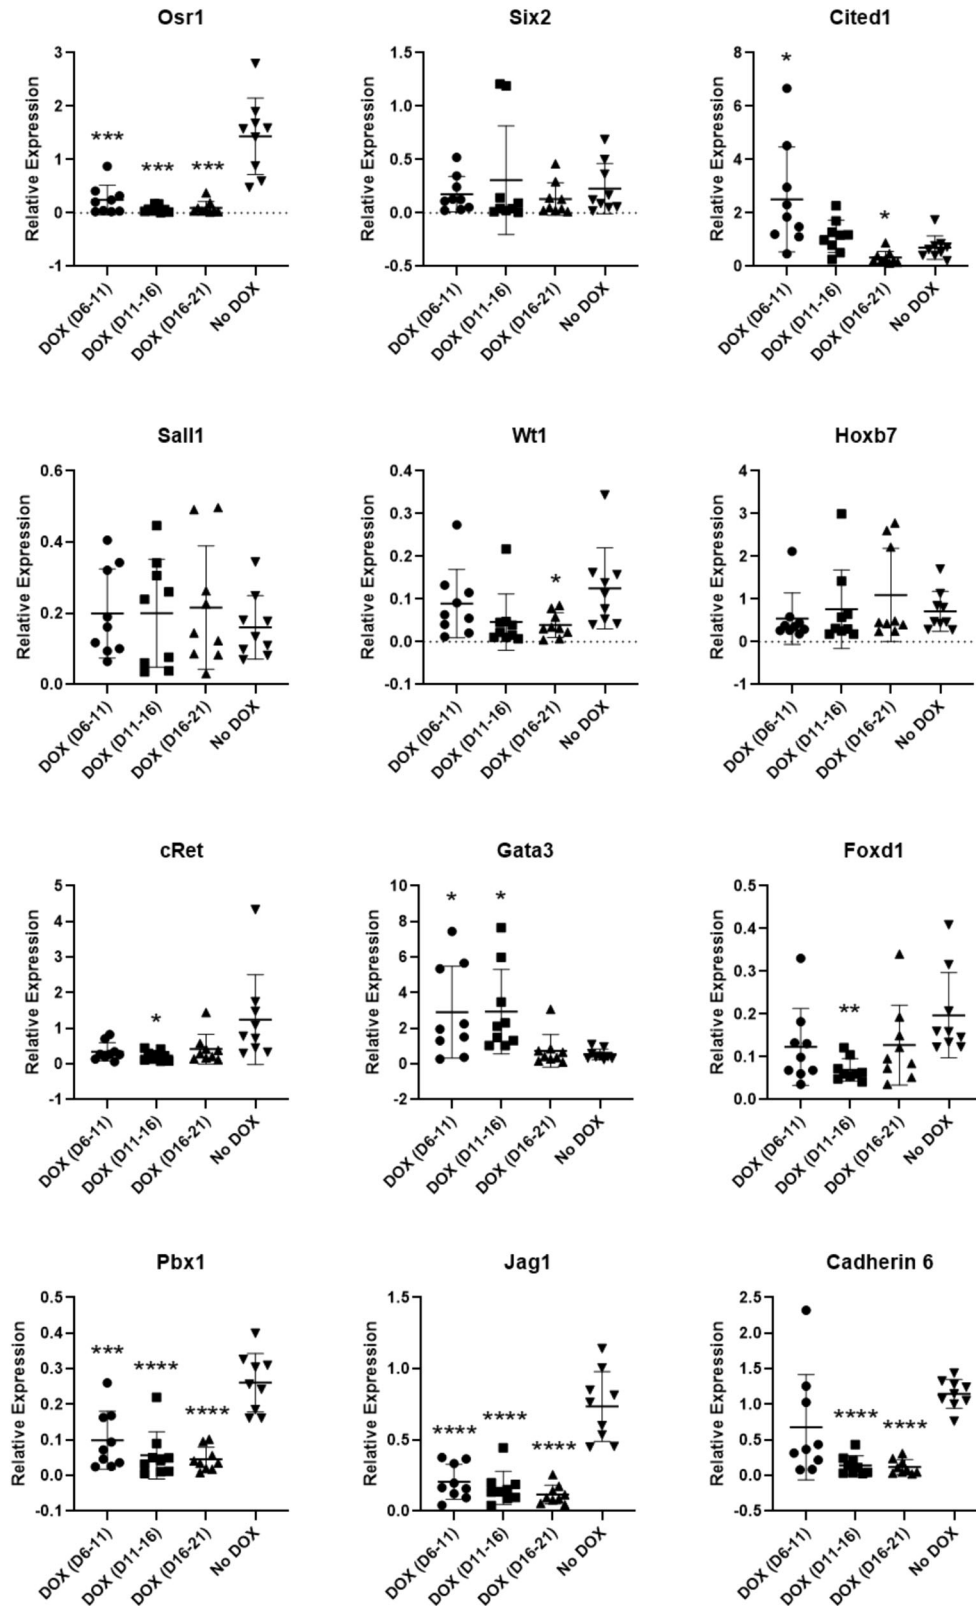 Osr1 Six2 Cited1
Relative Expression
3
2
1
0
-1
*** *** ***
DOX (D6-11) DOX (D11-16) DOX (D16-21) No DOX
Relative Expression
1.5
1.0
0.5
0.0
-0.5
DOX (D6-11) DOX (D11-16) DOX (D16-21) No DOX
Relative Expression
8
6
4
2
0
* *
DOX (D6-11) DOX (D11-16) DOX (D16-21) No DOX
Sall1 Wt1 Hoxb7
Relative Expression
0.6
0.4
0.2
0.0
DOX (D6-11) DOX (D11-16) DOX (D16-21) No DOX
Relative Expression
0.4
0.3
0.2
0.1
0.0
-0.1
*
DOX (D6-11) DOX (D11-16) DOX (D16-21) No DOX
Relative Expression
4
3
2
1
0
-1
DOX (D6-11) DOX (D11-16) DOX (D16-21) No DOX
cRet Gata3 Foxd1
Relative Expression
5
4
3
2
1
0
-1
*
DOX (D6-11) DOX (D11-16) DOX (D16-21) No DOX
Relative Expression
10
8
6
4
2
0
-2
* *
DOX (D6-11) DOX (D11-16) DOX (D16-21) No DOX
Relative Expression
0.5
0.4
0.3
0.2
0.1
0.0
**
DOX (D6-11) DOX (D11-16) DOX (D16-21) No DOX
Pbx1 Jag1 Cadherin 6
Relative Expression
0.5
0.4
0.3
0.2
0.1
0.0
-0.1
*** **** ****
DOX (D6-11) DOX (D11-16) DOX (D16-21) No DOX
Relative Expression
1.5
1.0
0.5
0.0
**** **** ****
DOX (D6-11) DOX (D11-16) DOX (D16-21) No DOX
Relative Expression
2.5
2.0
1.5
1.0
0.5
0.0
-0.5
**** ****
DOX (D6-11) DOX (D11-16) DOX (D16-21) No DOX